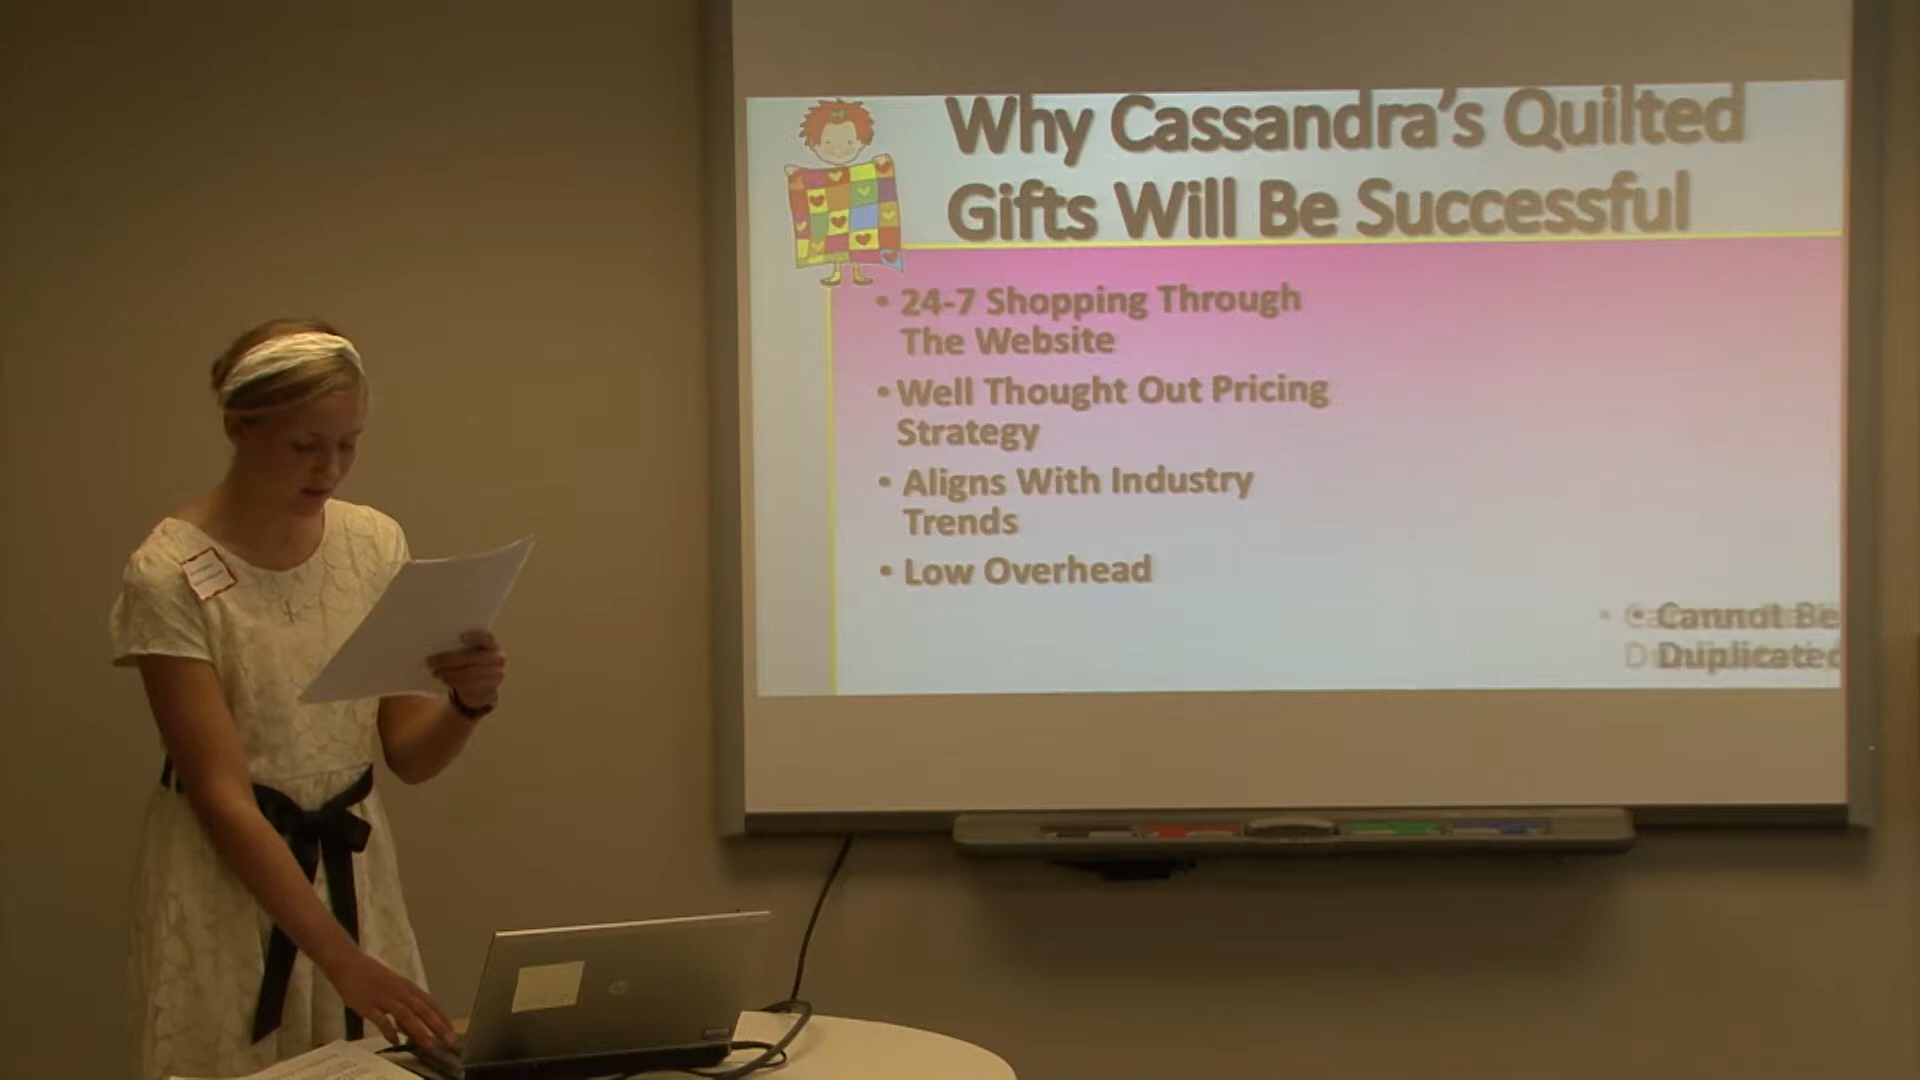 Why Cassandra's Quilted
Gifts Will Be Successful
• 24-7 Shopping Through
The Website
• Well Thought Out Pricing
Strategy
• Aligns With Industry
Trends
• Low Overhead
• Cannot Be
Duplicated